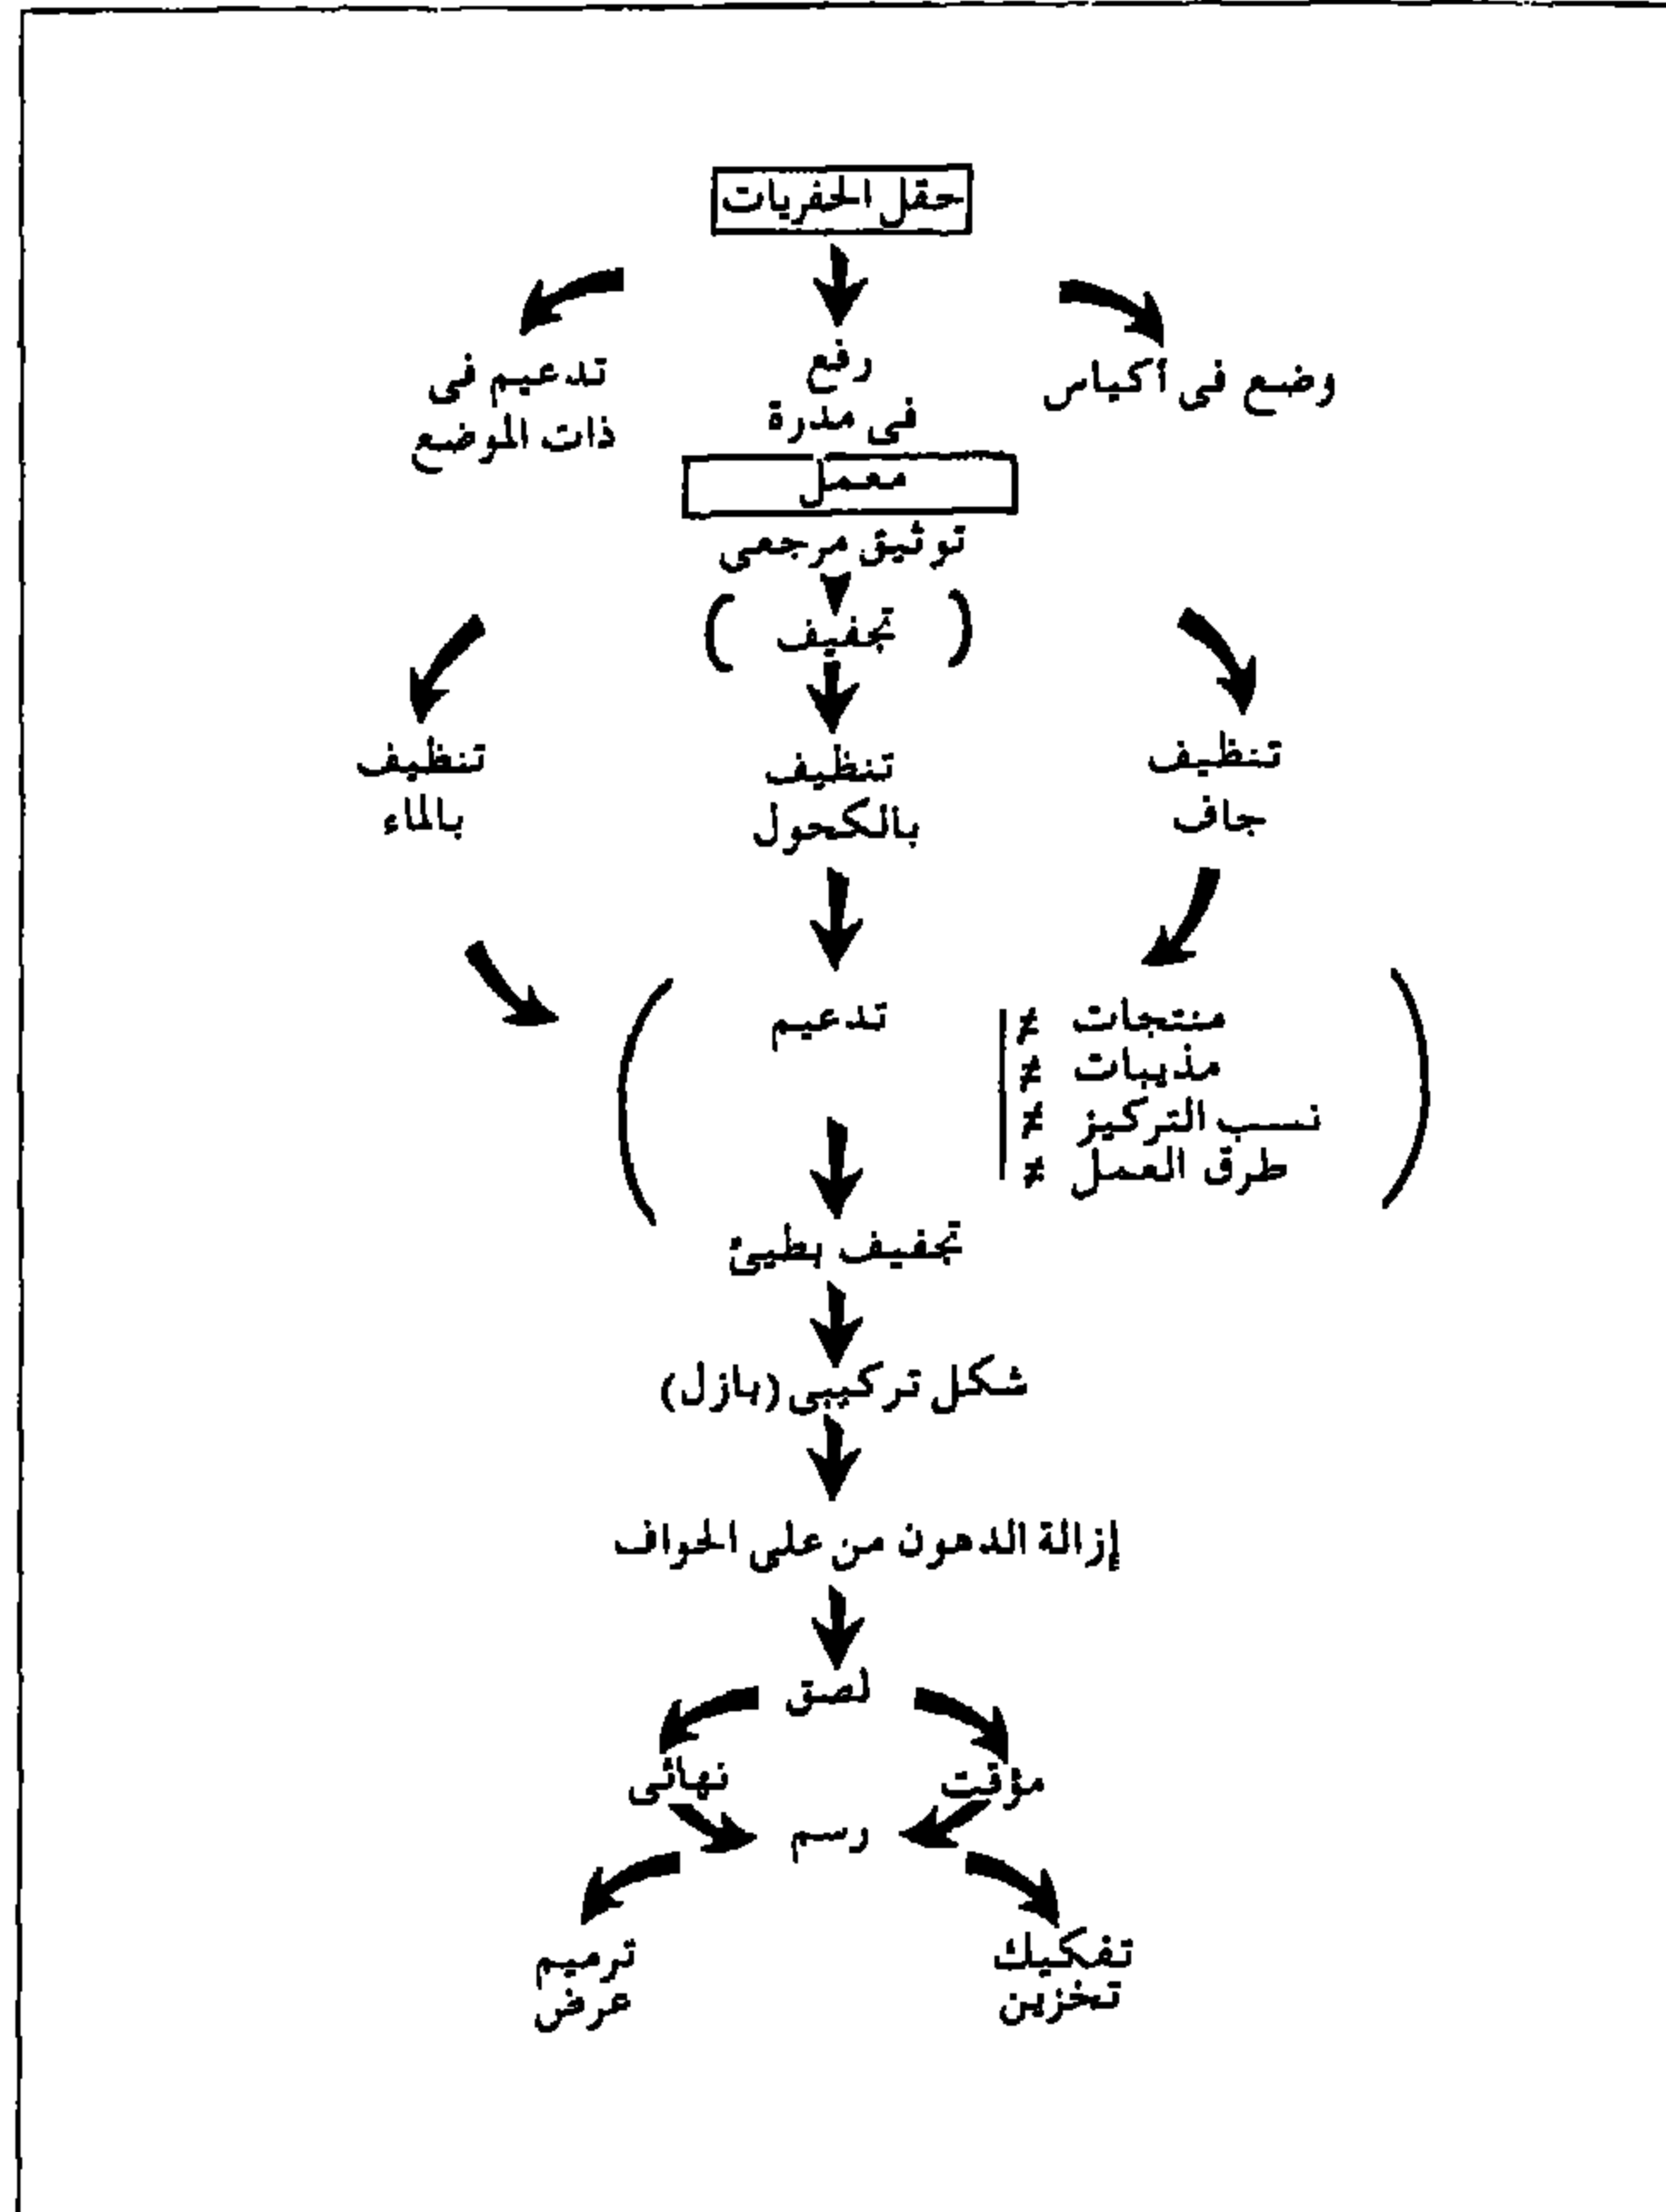 حقل الحفريات
وضع فى أكياس
رفع
فى مدرة
تدعيم فى
ذات الموضع
معمل
توثيق مرجعى
( تجفيف )
تنظيف
جاف
تنظيف
بالكحول
تنظيف
بالماء
تدعيم
≠ منتجات
≠ مذيبات
≠ نسب التركيز
≠ طرق العمل
تجفيف بطيئ
شكل تركيبى (بازل)
إزالة الدهون من على الحواف
لصق
مؤقت
نهائى
رسم
تفكيك
تخزين
ترميم
عرض